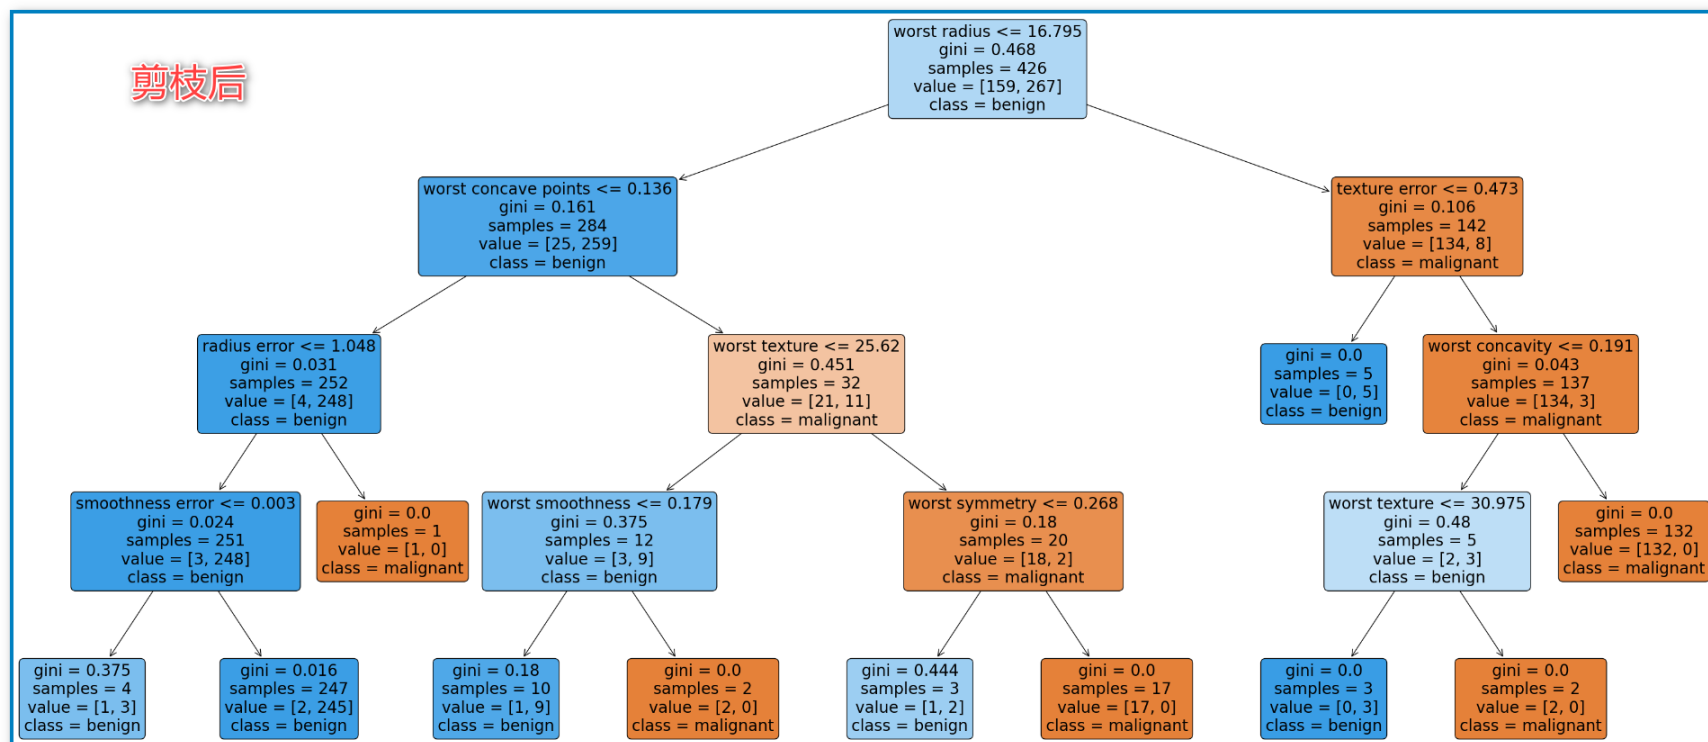 剪枝后
worst radius <= 16.795
gini = 0.468
samples = 426
value = [159, 267]
class = benign
worst concave points <= 0.136
gini = 0.161
samples = 284
value = [25, 259]
class = benign
texture error <= 0.473
gini = 0.106
samples = 142
value = [134, 8]
class = malignant
radius error <= 1.048
gini = 0.031
samples = 252
value = [4, 248]
class = benign
worst texture <= 25.62
gini = 0.451
samples = 32
value = [21, 11]
class = malignant
gini = 0.0
samples = 5
value = [0, 5]
class = benign
worst concavity <= 0.191
gini = 0.043
samples = 137
value = [134, 3]
class = malignant
smoothness error <= 0.003
gini = 0.024
samples = 251
value = [3, 248]
class = benign
gini = 0.0
samples = 1
value = [1, 0]
class = malignant
worst smoothness <= 0.179
gini = 0.375
samples = 12
value = [3, 9]
class = benign
worst symmetry <= 0.268
gini = 0.18
samples = 20
value = [18, 2]
class = malignant
worst texture <= 30.975
gini = 0.48
samples = 5
value = [2, 3]
class = benign
gini = 0.0
samples = 132
value = [132, 0]
class = malignant
gini = 0.375
samples = 4
value = [1, 3]
class = benign
gini = 0.016
samples = 247
value = [2, 245]
class = benign
gini = 0.18
samples = 10
value = [1, 9]
class = benign
gini = 0.0
samples = 2
value = [2, 0]
class = malignant
gini = 0.444
samples = 3
value = [1, 2]
class = benign
gini = 0.0
samples = 17
value = [17, 0]
class = malignant
gini = 0.0
samples = 3
value = [0, 3]
class = benign
gini = 0.0
samples = 2
value = [2, 0]
class = malignant